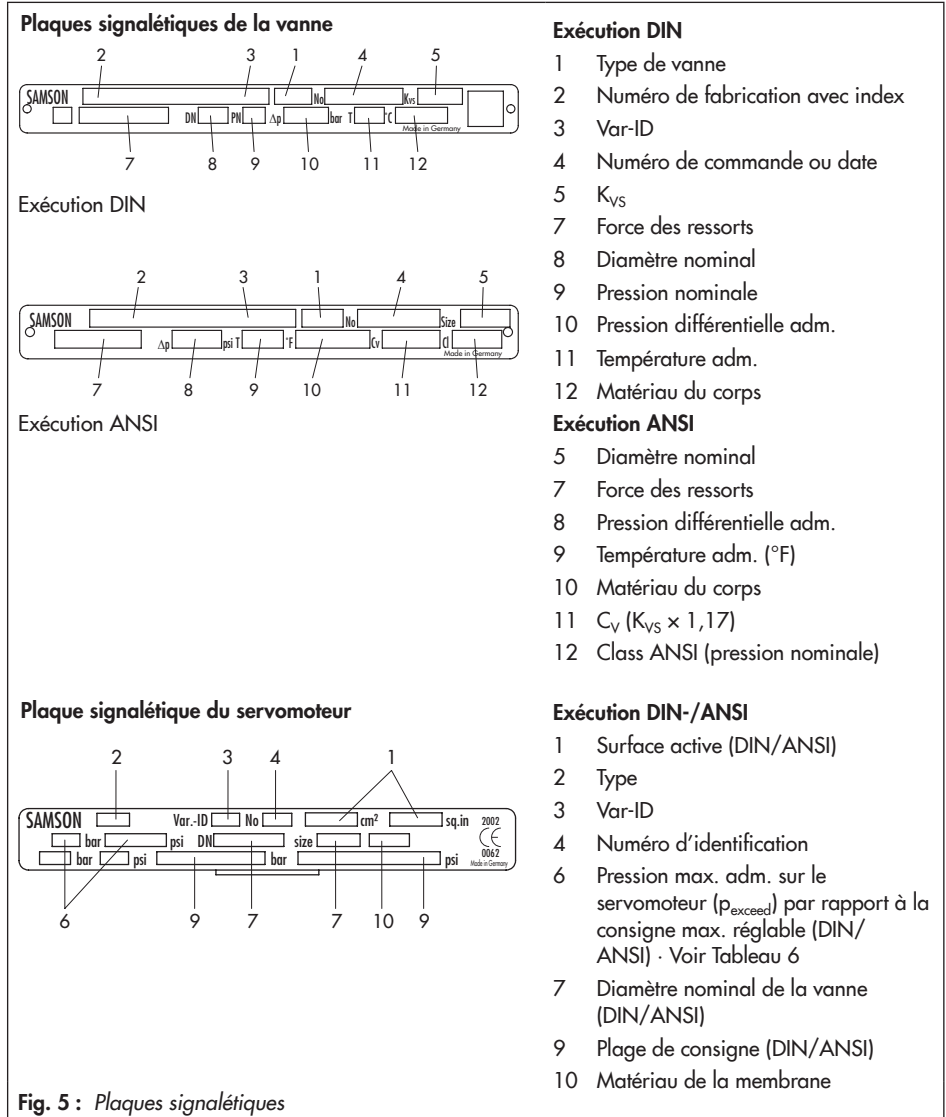 Plaques signalétiques de la vanne
2 3 1 4 5
SAMSON No Kvs
DN PN Δp bar T °C
Made in Germany
7 8 9 10 11 12
Exécution DIN
2 3 1 4 5
SAMSON No Size
Δp psi T °F Cv Cl
Made in Germany
7 8 9 10 11 12
Exécution ANSI
Exécution DIN
1 Type de vanne
2 Numéro de fabrication avec index
3 Var-ID
4 Numéro de commande ou date
5 KVS
7 Force des ressorts
8 Diamètre nominal
9 Pression nominale
10 Pression différentielle adm.
11 Température adm.
12 Matériau du corps
Exécution ANSI
5 Diamètre nominal
7 Force des ressorts
8 Pression différentielle adm.
9 Température adm. (°F)
10 Matériau du corps
11 CV (KVS × 1,17)
12 Class ANSI (pression nominale)
Plaque signalétique du servomoteur
2 3 4 1
SAMSON Var.-ID No cm² sq.in 2002
bar psi DN size CE
bar psi bar psi 0062
Made in Germany
6 9 7 7 10 9
Exécution DIN-/ANSI
1 Surface active (DIN/ANSI)
2 Type
3 Var-ID
4 Numéro d'identification
6 Pression max. adm. sur le
servomoteur (pexceed) par rapport à la
consigne max. réglable (DIN/
ANSI) · Voir Tableau 6
7 Diamètre nominal de la vanne
(DIN/ANSI)
9 Plage de consigne (DIN/ANSI)
10 Matériau de la membrane
Fig. 5 : Plaques signalétiques